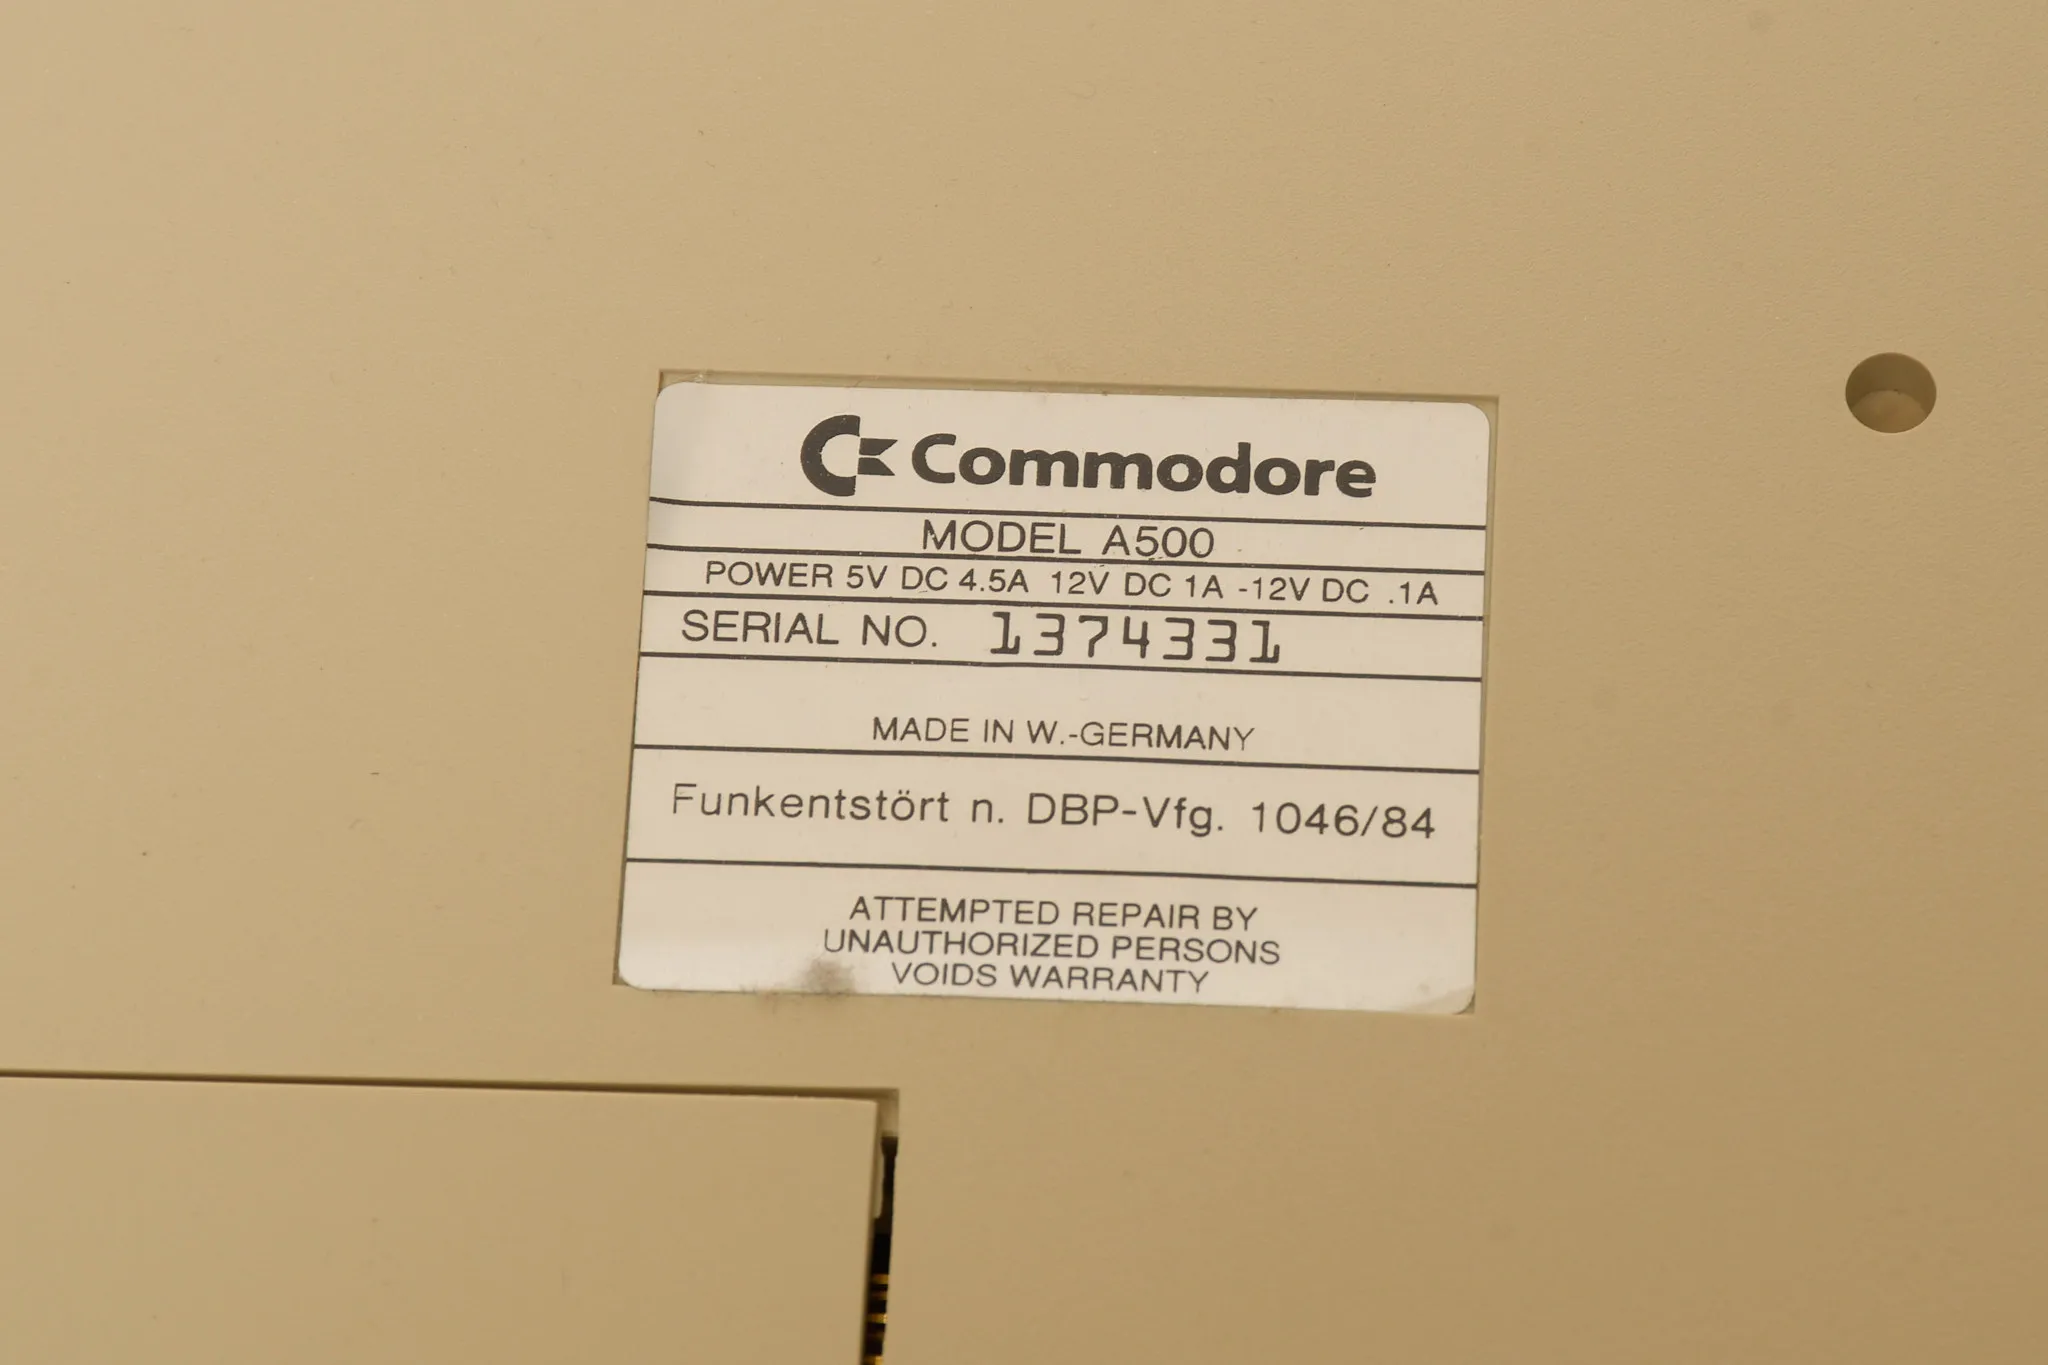 Commodore
MODEL A500
POWER 5V DC 4.5A 12V DC 1A -12V DC .1A
SERIAL NO. 1374331
MADE IN W.-GERMANY
Funkentstört n. DBP-Vfg. 1046/84
ATTEMPTED REPAIR BY
UNAUTHORIZED PERSONS
VOIDS WARRANTY